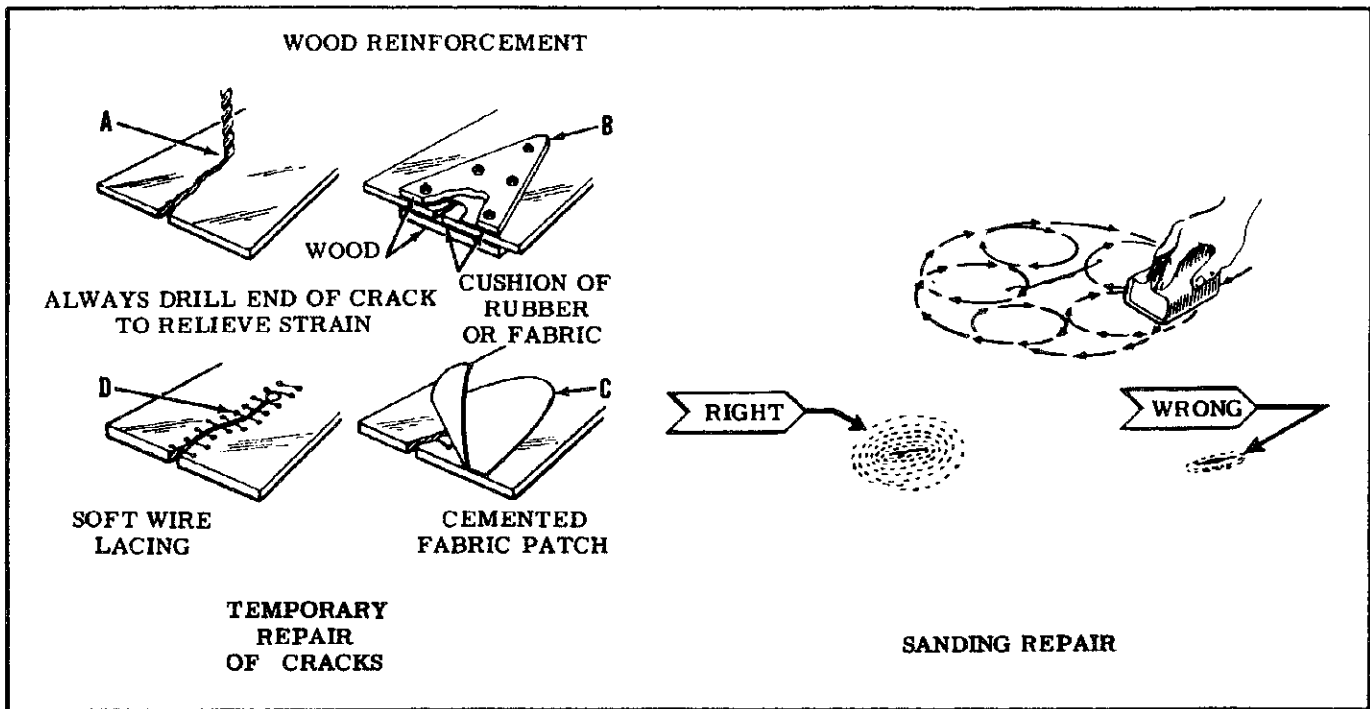 WOOD REINFORCEMENT
A
B
WOOD
ALWAYS DRILL END OF CRACK
TO RELIEVE STRAIN
CUSHION OF
RUBBER
OR FABRIC
D
C
SOFT WIRE
LACING
CEMENTED
FABRIC PATCH
TEMPORARY
REPAIR
OF CRACKS
RIGHT
WRONG
SANDING REPAIR